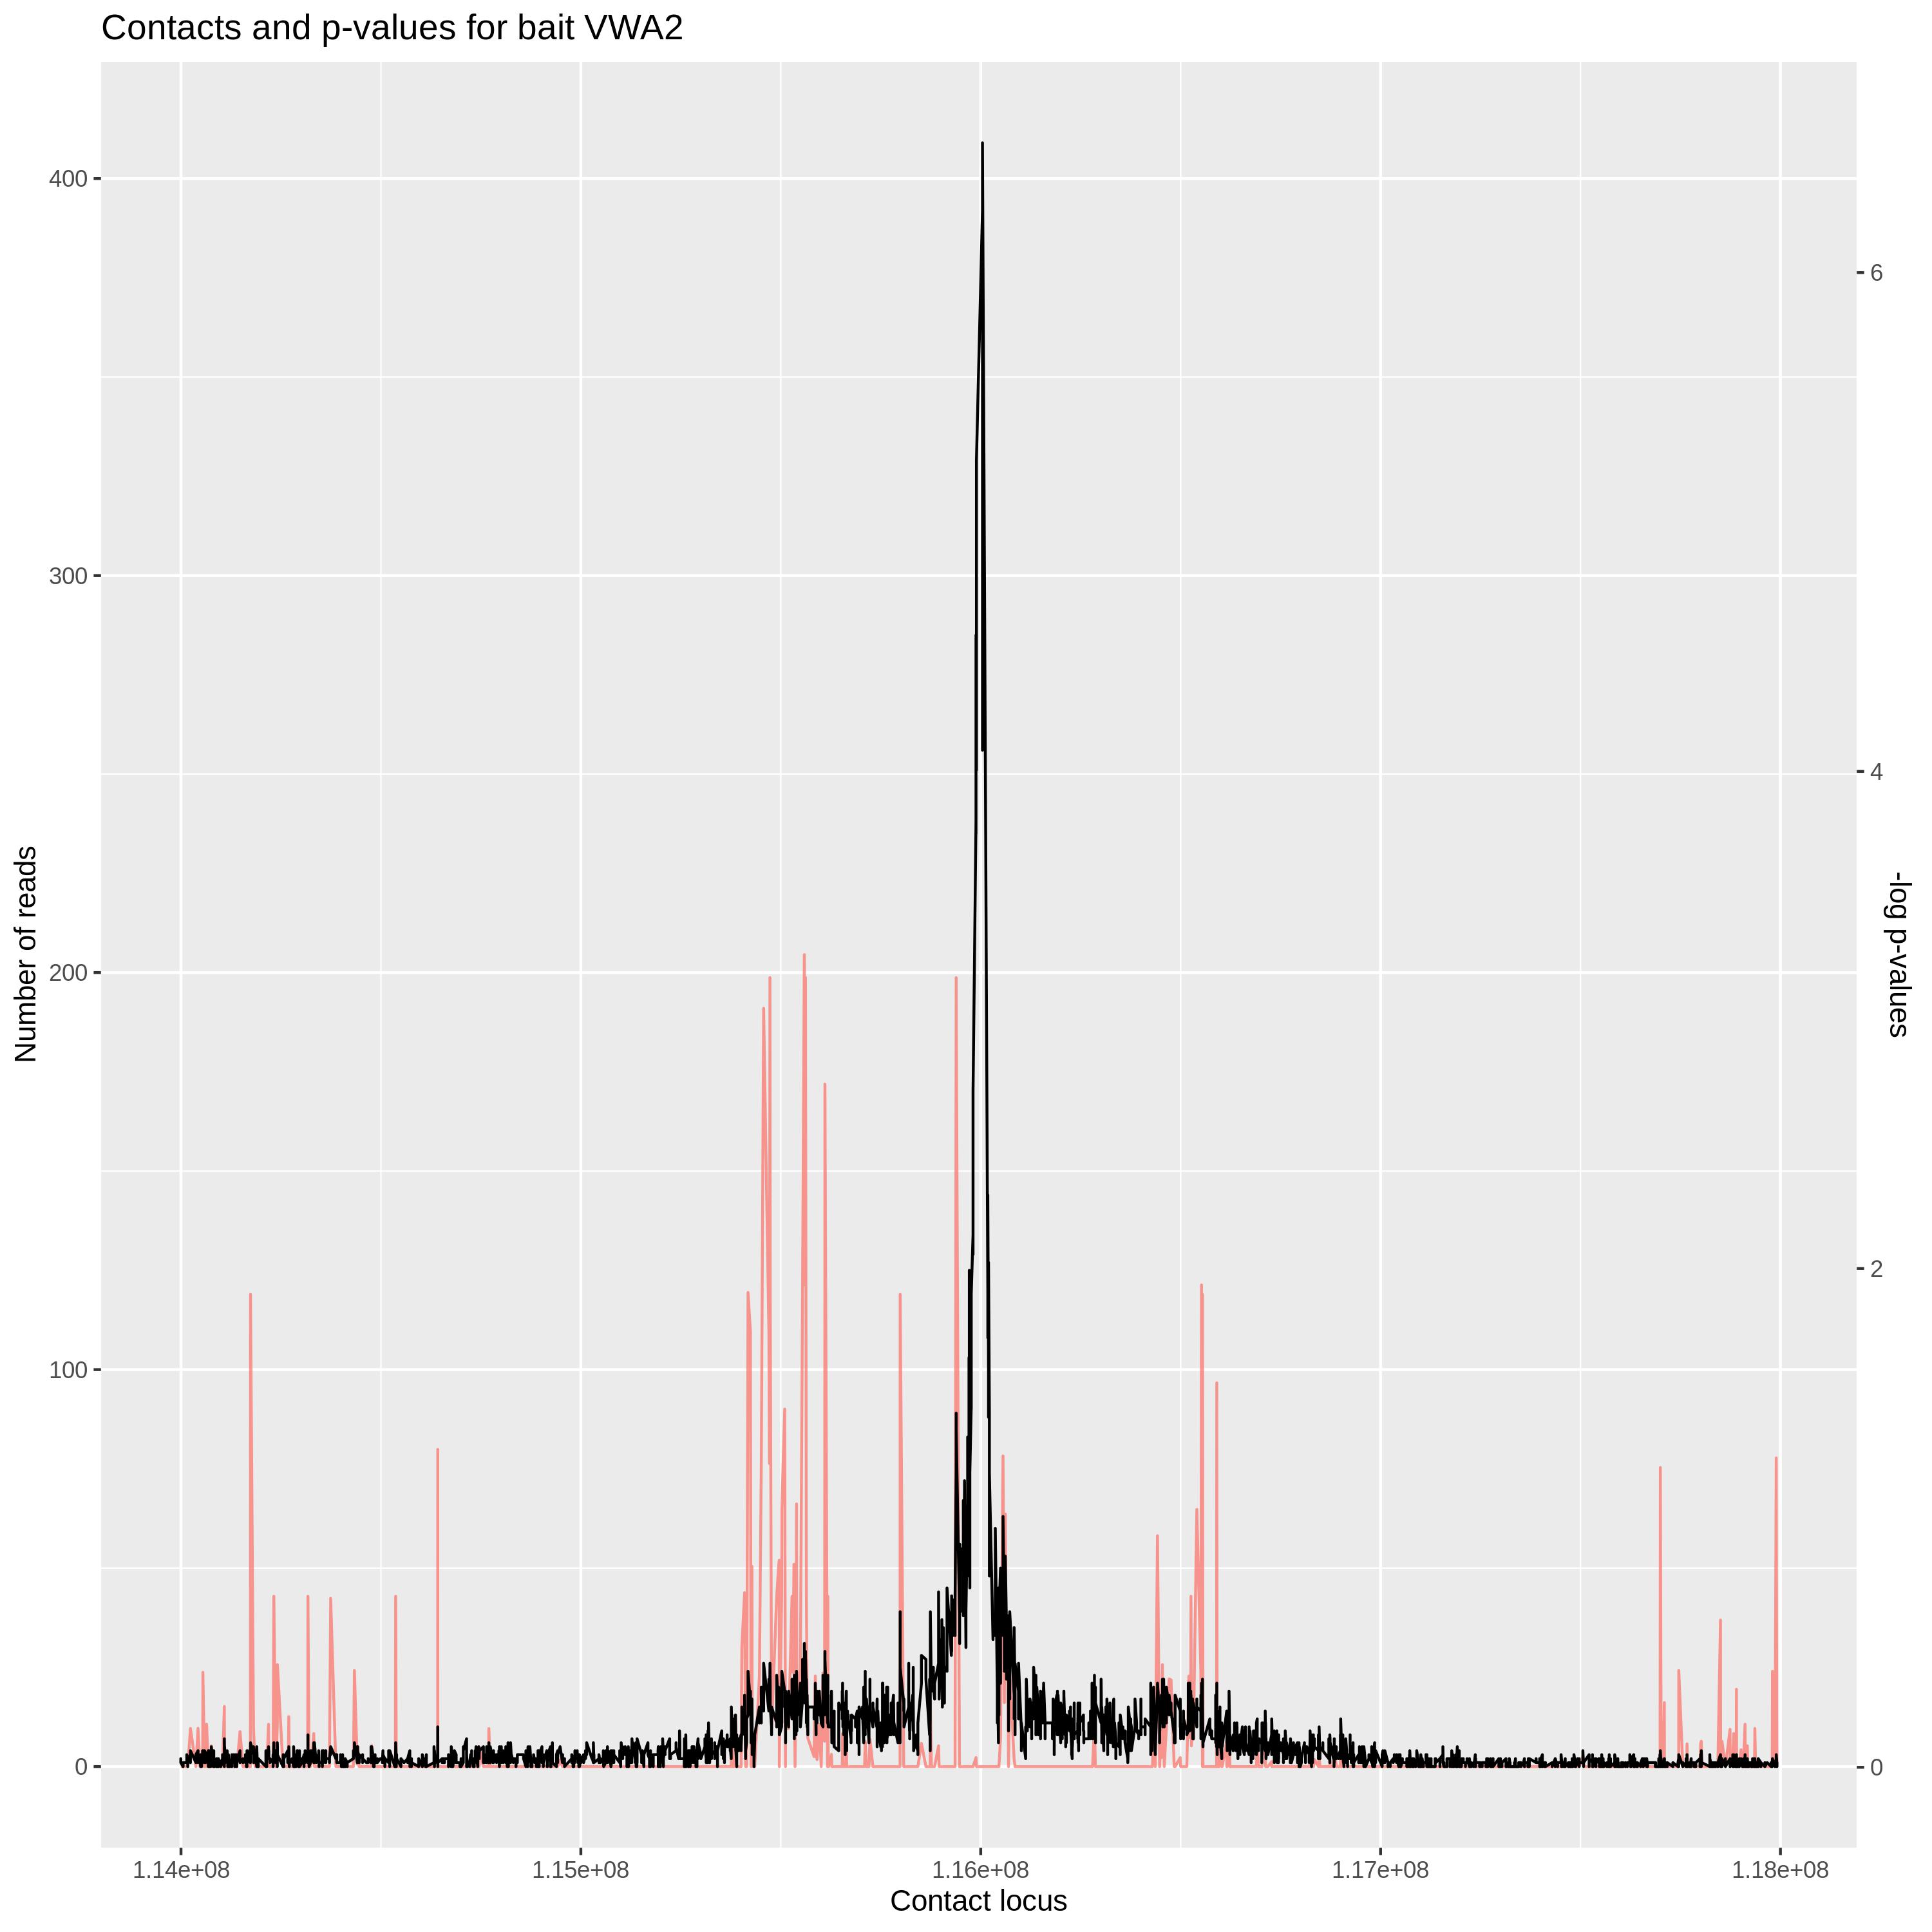 Contacts and p-values for bait VWA2
Number of reads
400
300
200
100
0
6
4
2
0
-log p-values
1.14e+08
1.15e+08
1.16e+08
1.17e+08
1.18e+08
Contact locus